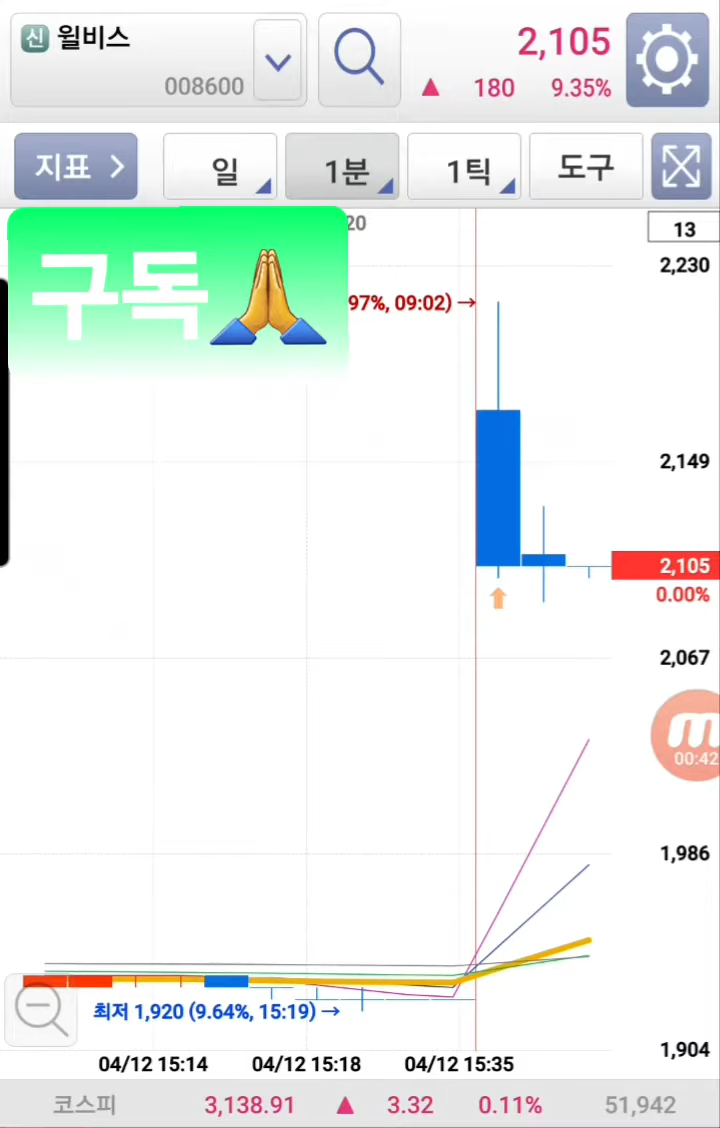 신 윌비스
008600
2,105
▲ 180 9.35%
지표 >
일
1분
1틱
도구
구독🙏
20
13
2,230
97%, 09:02) →
2,149
2,105
0.00%
2,067
00:42
1,986
최저 1,920 (9.64%, 15:19) →
1,904
04/12 15:14 04/12 15:18 04/12 15:35
코스피 3,138.91 ▲ 3.32 0.11% 51,942